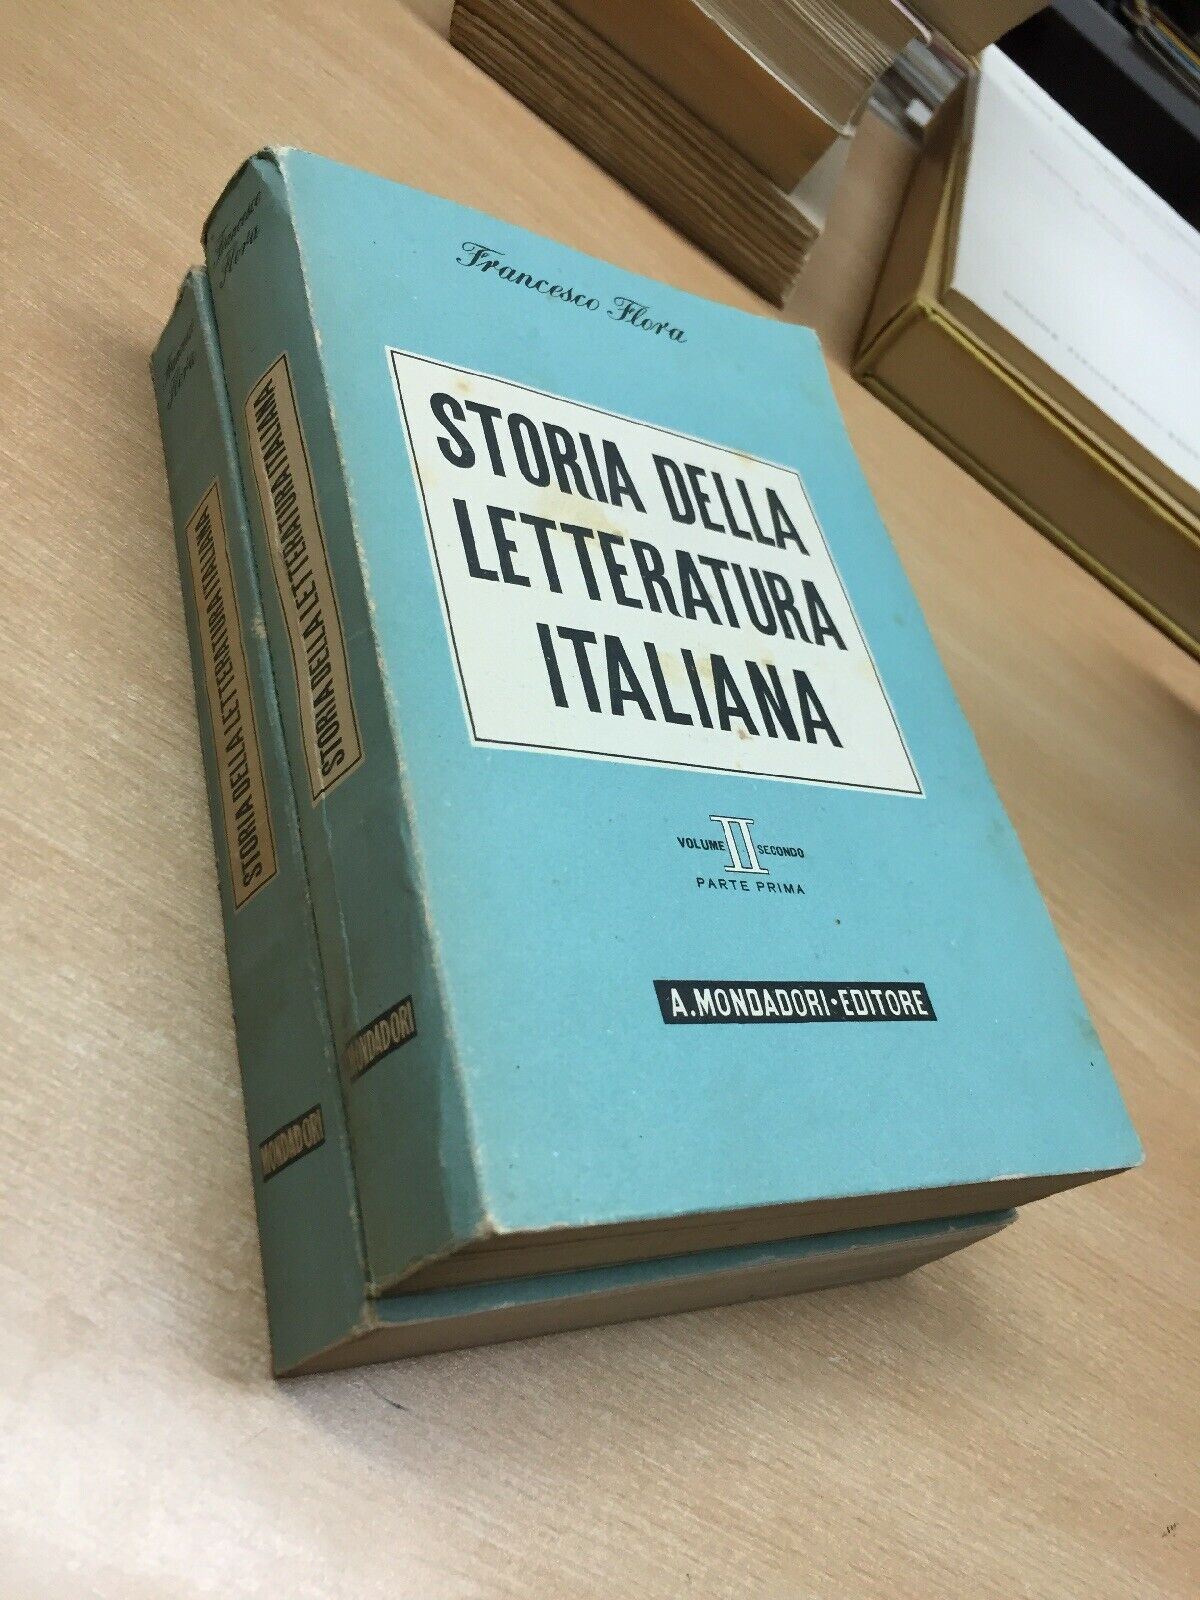 Francesco Flora
STORIA DELLA
LETTERATURA
ITALIANA
VOLUME II SECONDO
PARTE PRIMA
A. MONDADORI · EDITORE
Francesco
Flora
STORIA DELLA LETTERATURA ITALIANA
MONDADORI
Flora
STORIA DELLA LETTERATURA ITALIANA
MONDADORI